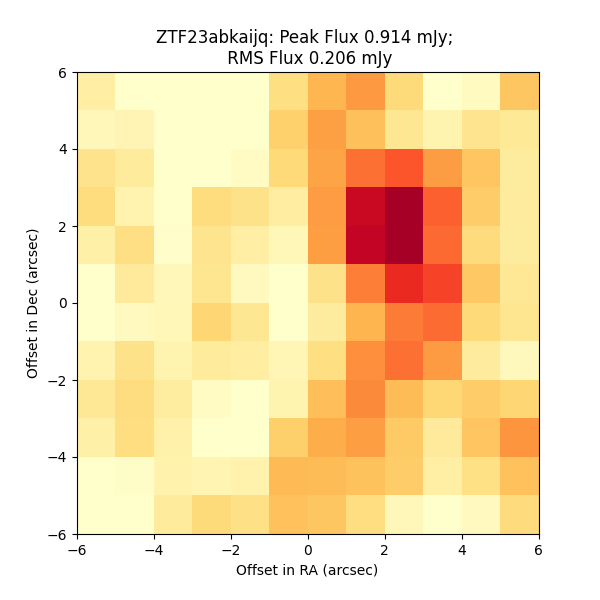 ZTF23abkaijq: Peak Flux 0.914 mJy;
RMS Flux 0.206 mJy
6
4
2
0
−2
−4
−6
Offset in Dec (arcsec)
−6 −4 −2 0 2 4 6
Offset in RA (arcsec)